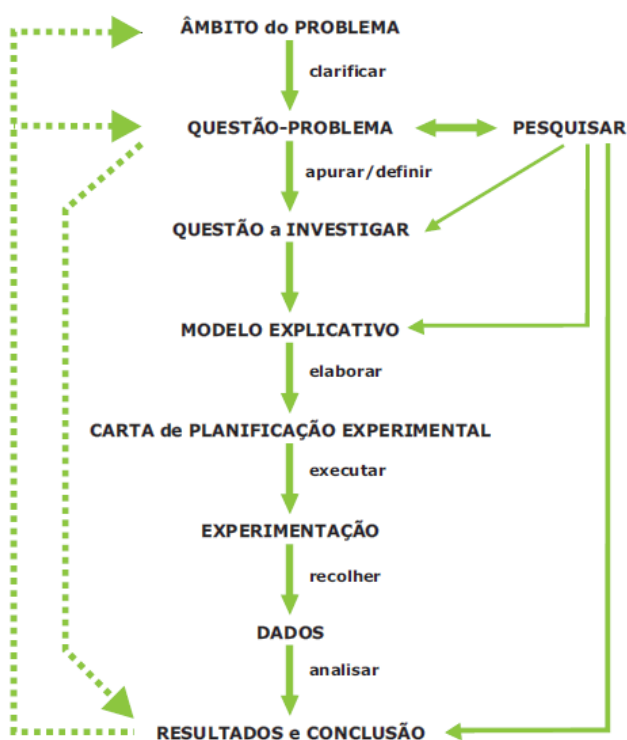 ÂMBITO do PROBLEMA
clarificar
QUESTÃO-PROBLEMA
PESQUISAR
apurar/definir
QUESTÃO a INVESTIGAR
MODELO EXPLICATIVO
elaborar
CARTA de PLANIFICAÇÃO EXPERIMENTAL
executar
EXPERIMENTAÇÃO
recolher
DADOS
analisar
RESULTADOS e CONCLUSÃO